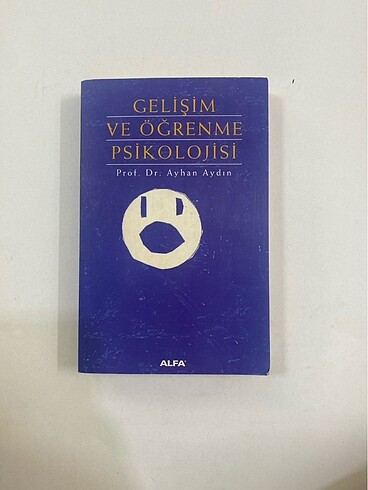 GELİŞİM
VE ÖĞRENME
PSİKOLOJİSİ
Prof. Dr. Ayhan Aydın
ALFA